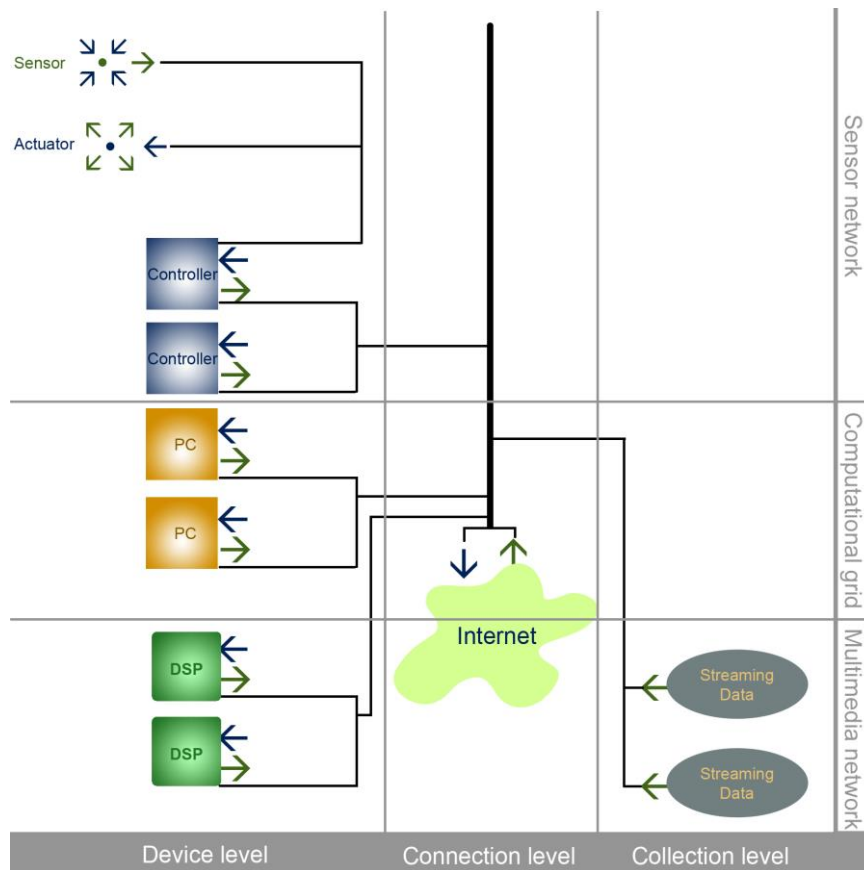 Sensor
Actuator
Controller
Controller
PC
PC
DSP
DSP
Internet
Streaming
Data
Streaming
Data
Sensor network
Computational grid
Multimedia network
Device level
Connection level
Collection level